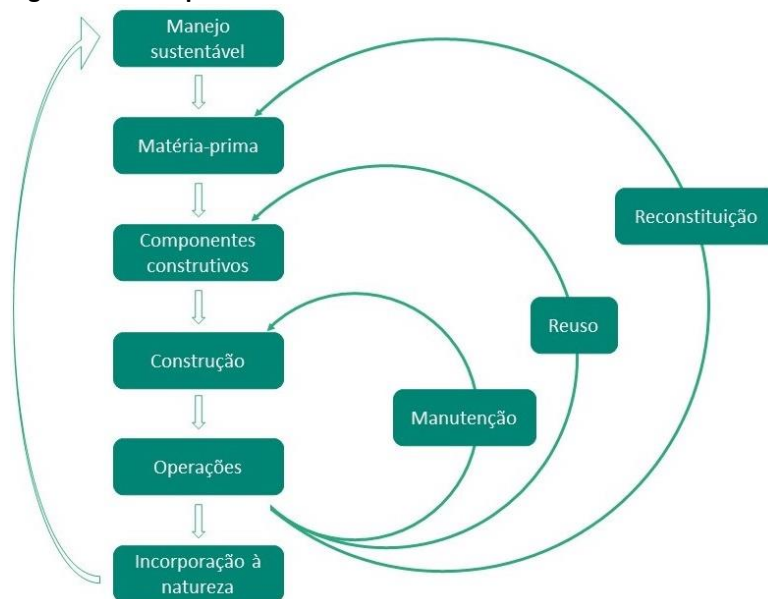 Manejo
sustentável
Matéria-prima
Reconstituição
Componentes
construtivos
Reuso
Construção
Manutenção
Operações
Incorporação à
natureza